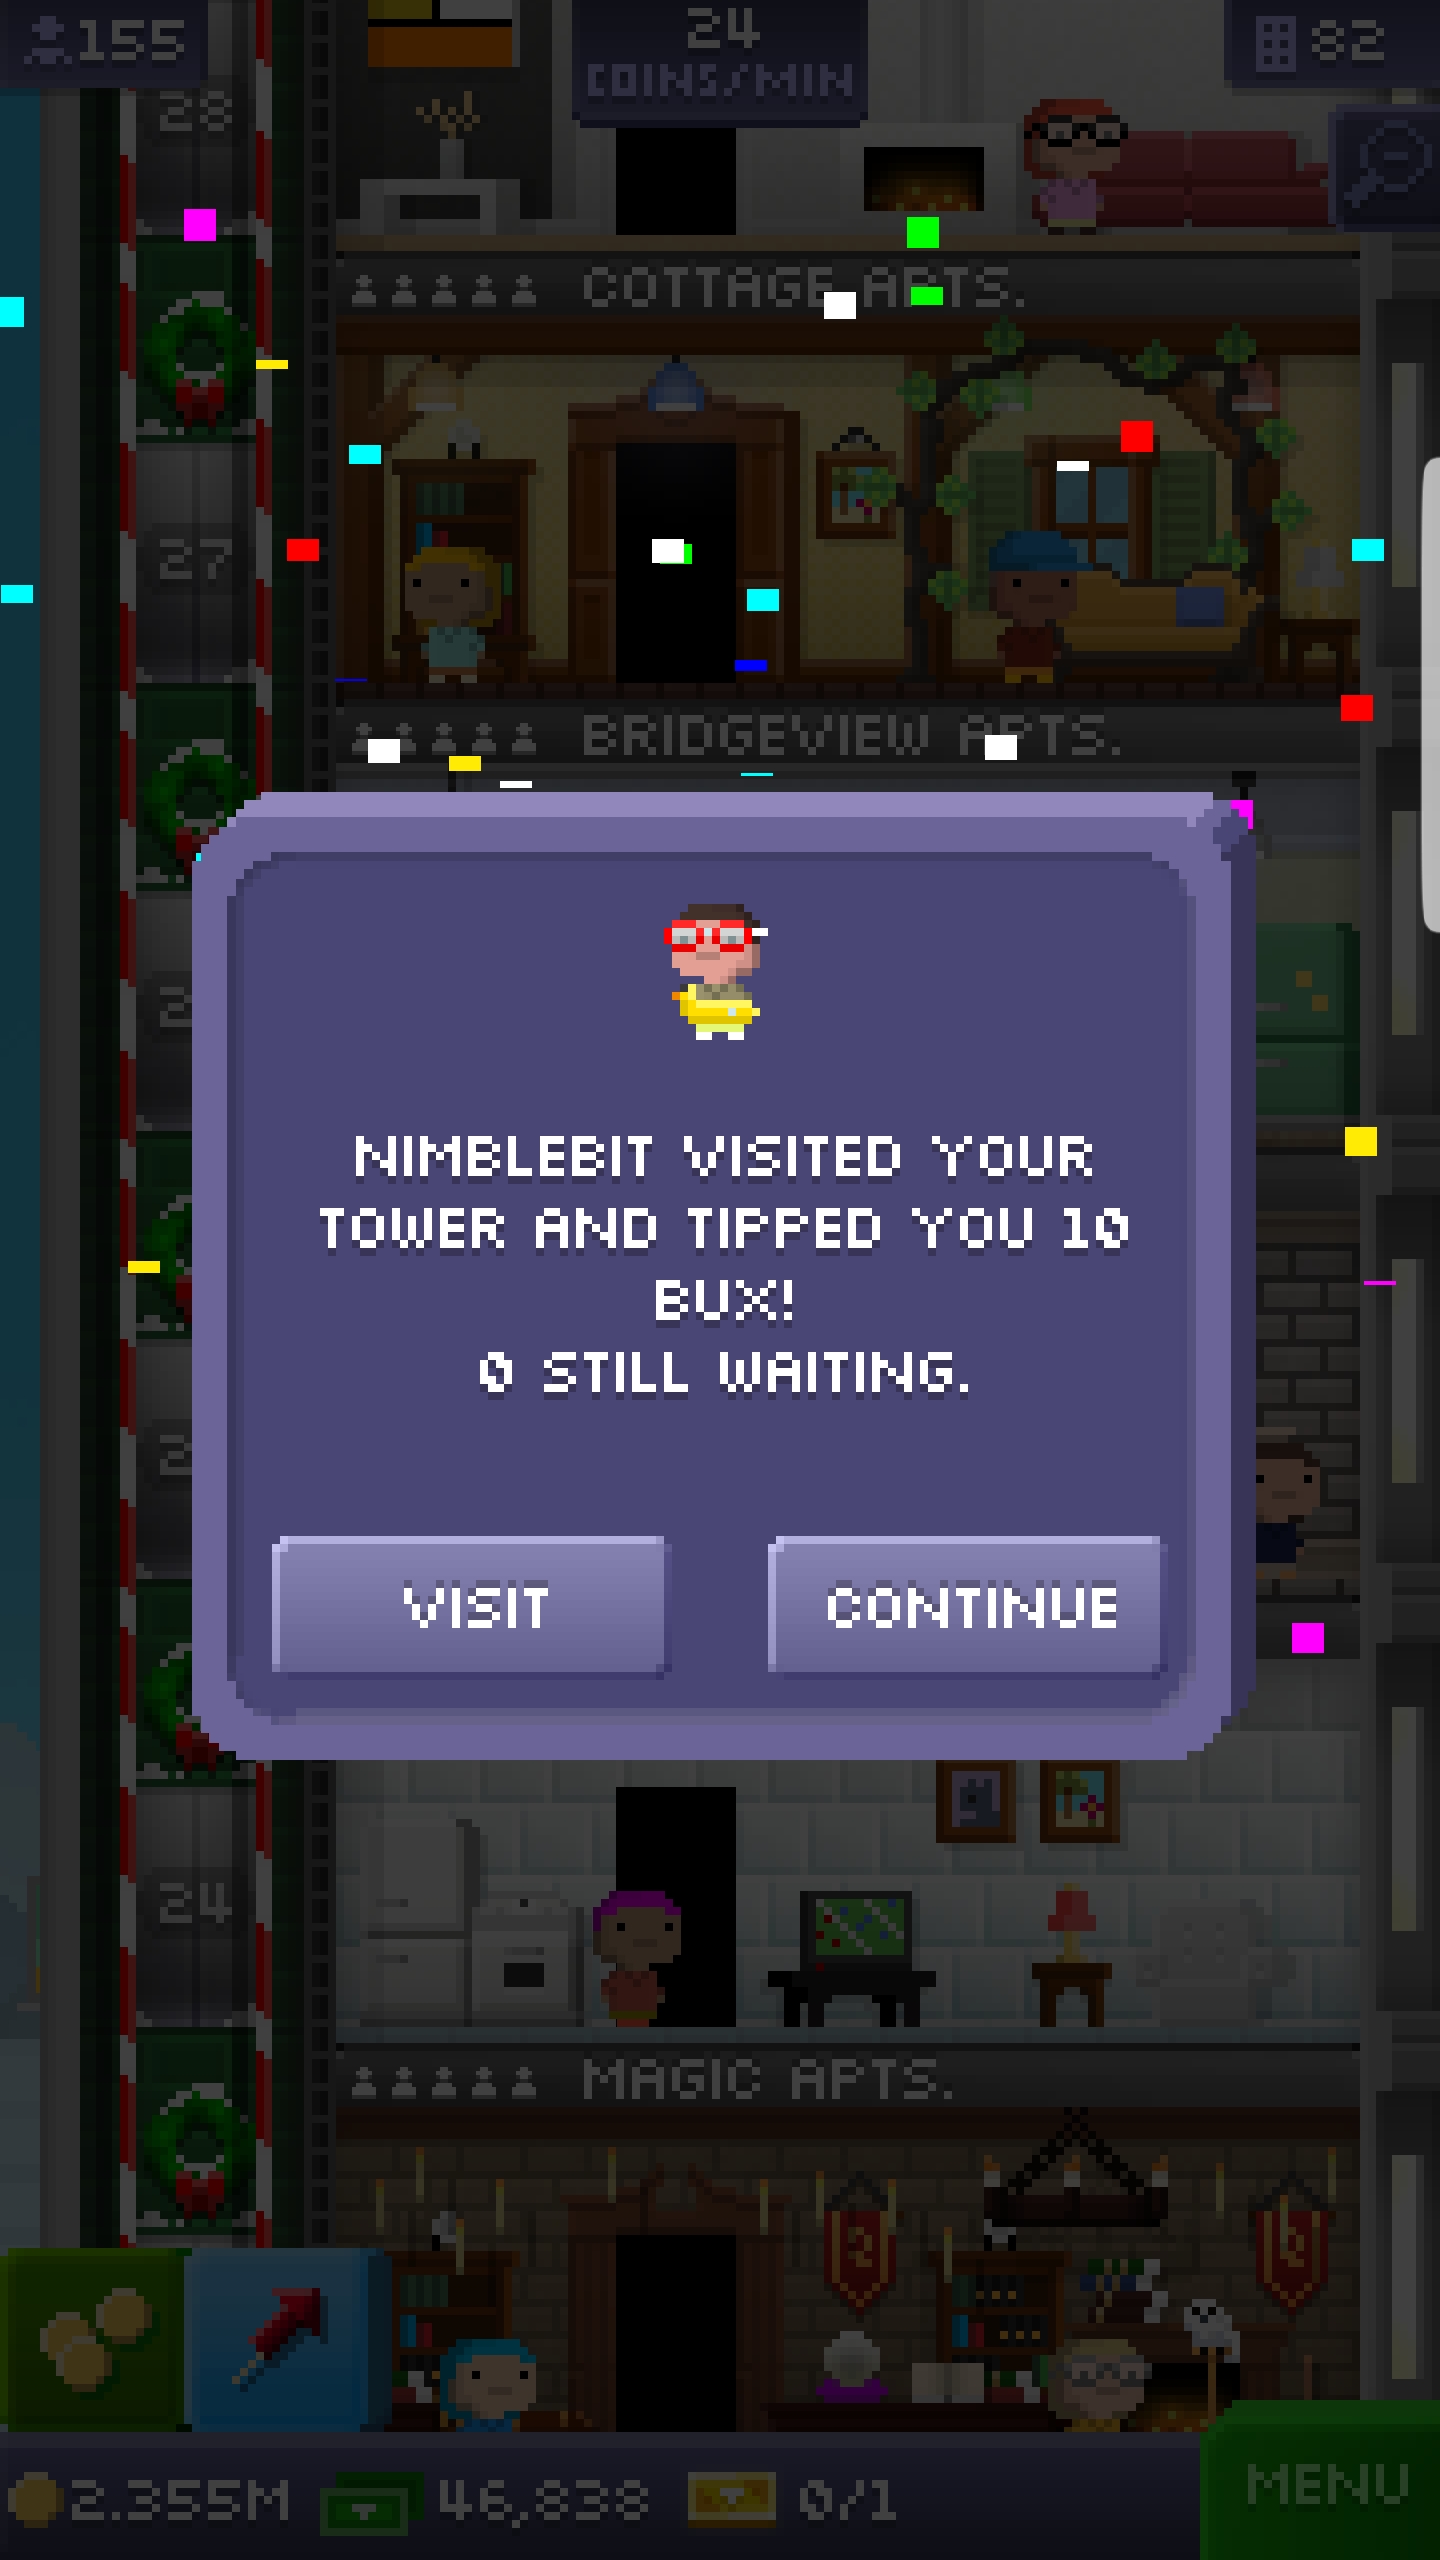 155
24
COINS/MIN
82
28
COTTAGE APTS.
27
BRIDGEVIEW APTS.
NIMBLEBIT VISITED YOUR
TOWER AND TIPPED YOU 10
BUX!
0 STILL WAITING.
VISIT
CONTINUE
24
MAGIC APTS.
2.355M
46,838
0/1
MENU